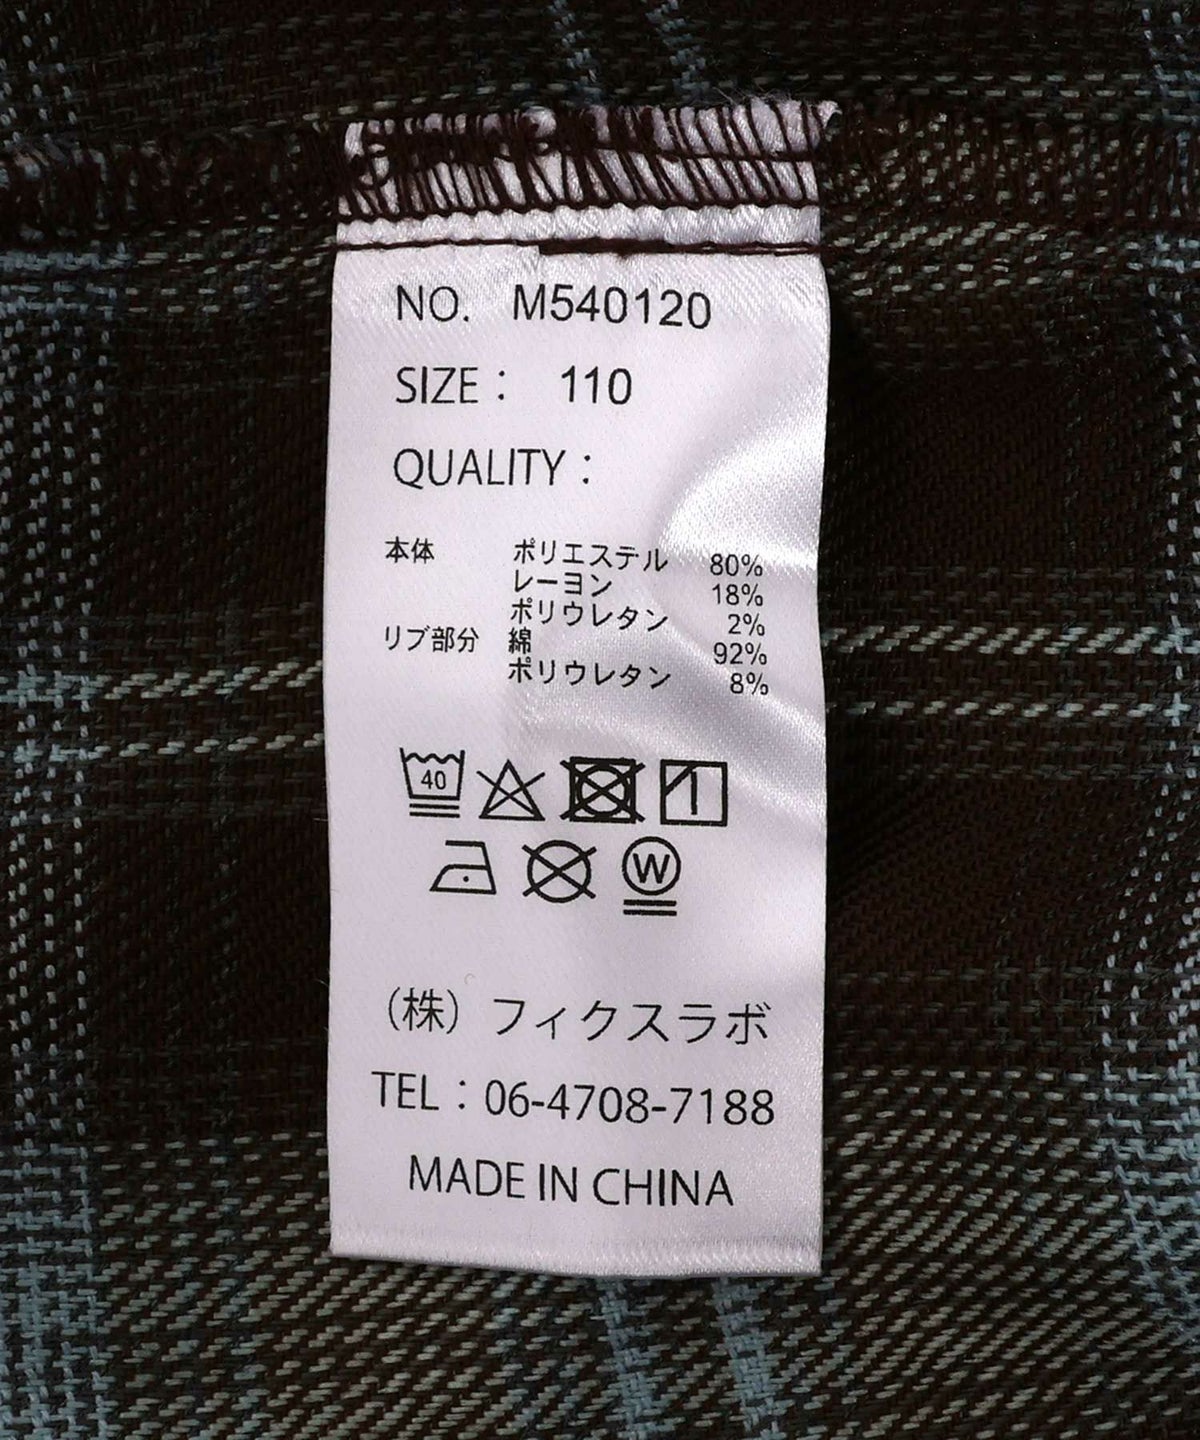 NO. M540120
SIZE： 110
QUALITY：
本体 ポリエステル 80%
レーヨン 18%
ポリウレタン 2%
リブ部分 綿 92%
ポリウレタン 8%
40
W
（株）フィクスラボ
TEL：06-4708-7188
MADE IN CHINA